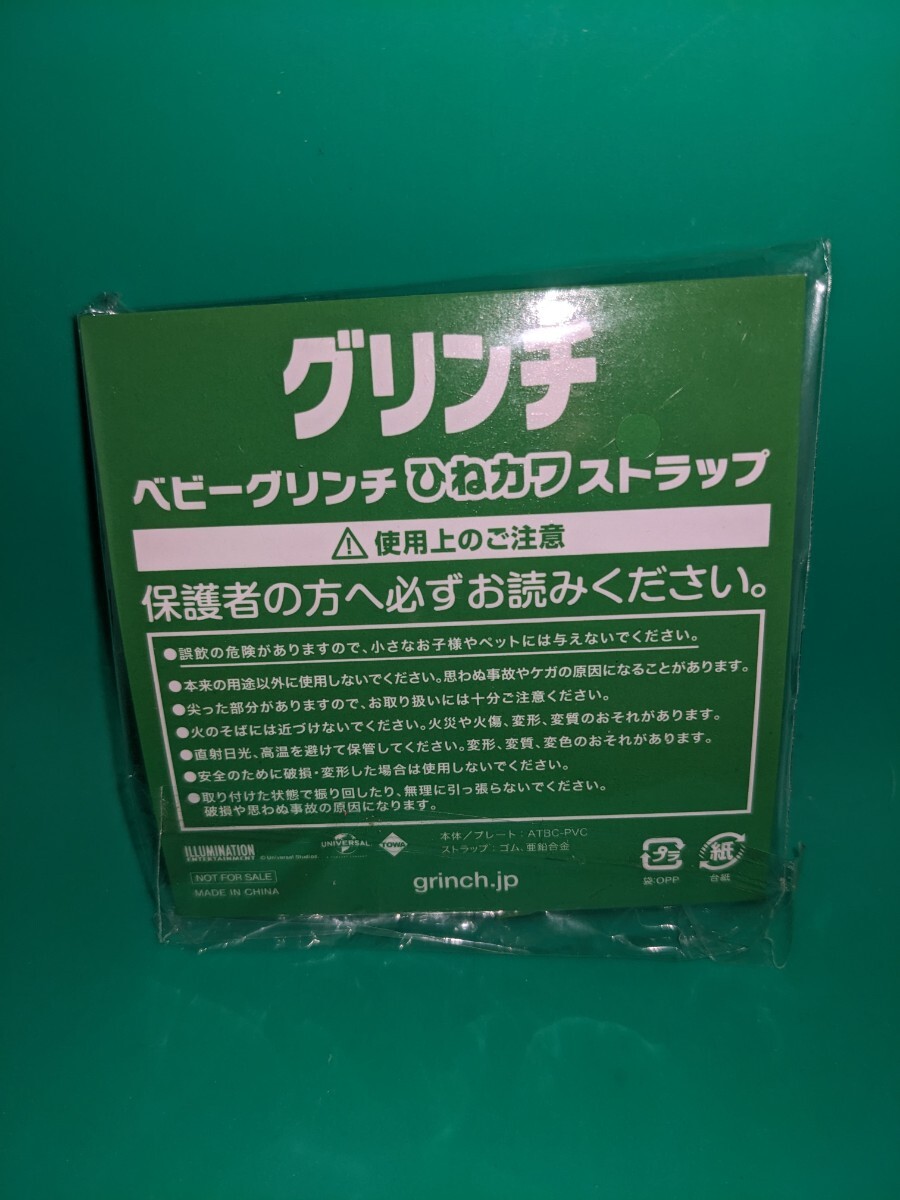 グリンチ
ベビーグリンチ ひねカワ ストラップ
使用上のご注意
保護者の方へ必ずお読みください。
●誤飲の危険がありますので、小さなお子様やペットには与えないでください。
●本来の用途以外に使用しないでください。思わぬ事故やケガの原因になることがあります。
●尖った部分がありますので、お取り扱いには十分ご注意ください。
●火のそばには近づけないでください。火災や火傷、変形、変質のおそれがあります。
●直射日光、高温を避けて保管してください。変形、変質、変色のおそれがあります。
●安全のために破損・変形した場合は使用しないでください。
●取り付けた状態で振り回したり、無理に引っ張らないでください。
破損や思わぬ事故の原因になります。
ILLUMINATION
ENTERTAINMENT
© Universal Studios
UNIVERSAL
TOWA
本体/プレート:ATBC-PVC
ストラップ:ゴム、亜鉛合金
プラ
紙
袋:OPP
台紙
NOT FOR SALE
MADE IN CHINA
grinch.jp